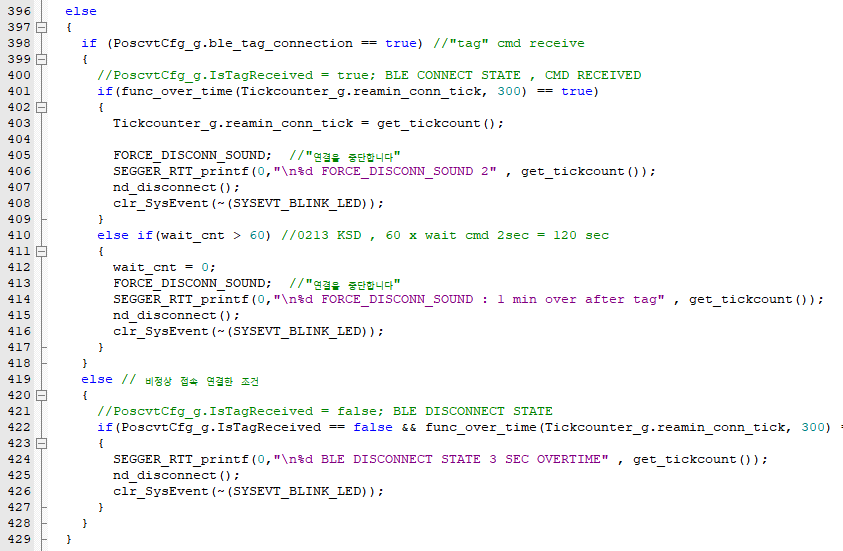 396 else
397 {
398 if (PoscvtCfg_g.ble_tag_connection == true) //"tag" cmd receive
399 {
400 //PoscvtCfg_g.IsTagReceived = true; BLE CONNECT STATE , CMD RECEIVED
401 if(func_over_time(Tickcounter_g.reamin_conn_tick, 300) == true)
402 {
403 Tickcounter_g.reamin_conn_tick = get_tickcount();
404
405 FORCE_DISCONN_SOUND; //"연결을 중단합니다"
406 SEGGER_RTT_printf(0,"\n%d FORCE_DISCONN_SOUND 2" , get_tickcount());
407 nd_disconnect();
408 clr_SysEvent(~(SYSEVT_BLINK_LED));
409 }
410 else if(wait_cnt > 60) //0213 KSD , 60 x wait cmd 2sec = 120 sec
411 {
412 wait_cnt = 0;
413 FORCE_DISCONN_SOUND; //"연결을 중단합니다"
414 SEGGER_RTT_printf(0,"\n%d FORCE_DISCONN_SOUND : 1 min over after tag" , get_tickcount());
415 nd_disconnect();
416 clr_SysEvent(~(SYSEVT_BLINK_LED));
417 }
418 }
419 else // 비정상 접속 연결한 조건
420 {
421 //PoscvtCfg_g.IsTagReceived = false; BLE DISCONNECT STATE
422 if(PoscvtCfg_g.IsTagReceived == false && func_over_time(Tickcounter_g.reamin_conn_tick, 300) =
423 {
424 SEGGER_RTT_printf(0,"\n%d BLE DISCONNECT STATE 3 SEC OVERTIME" , get_tickcount());
425 nd_disconnect();
426 clr_SysEvent(~(SYSEVT_BLINK_LED));
427 }
428 }
429 }